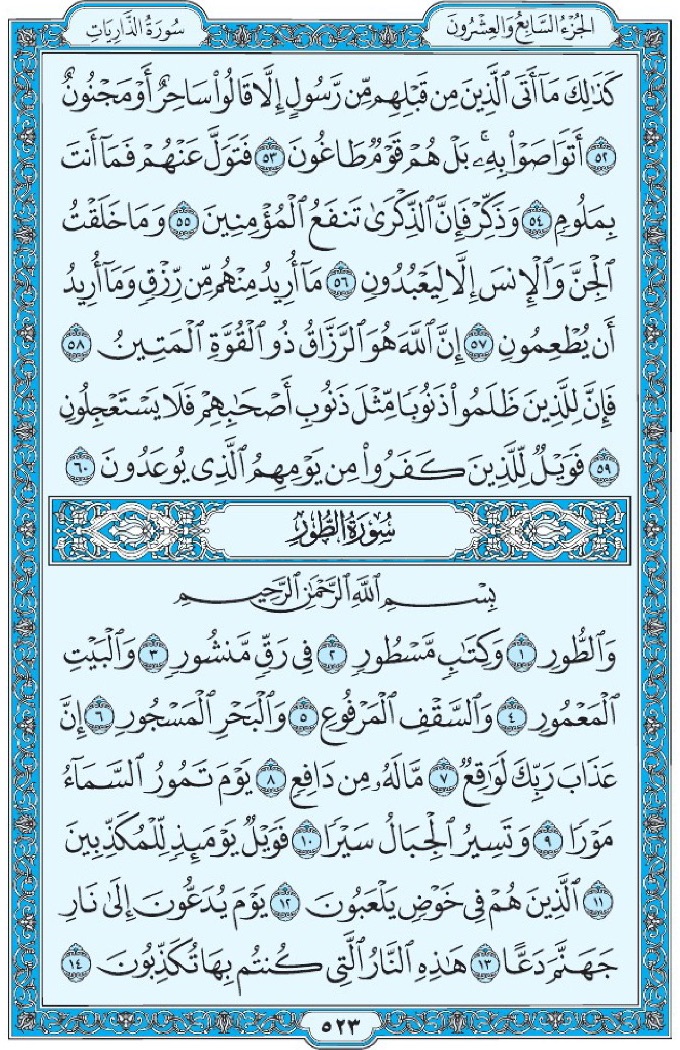 الجزء السابع والعشرون
سورة الذاريات
كَذَٰلِكَ مَآ أَتَى ٱلَّذِينَ مِن قَبْلِهِم مِّن رَّسُولٍ إِلَّا قَالُوا۟ سَاحِرٌ أَوْ مَجْنُونٌ
٥٢ أَتَوَاصَوْا۟ بِهِۦۚ بَلْ هُمْ قَوْمٌ طَاغُونَ ٥٣ فَتَوَلَّ عَنْهُمْ فَمَآ أَنتَ
بِمَلُومٍ ٥٤ وَذَكِّرْ فَإِنَّ ٱلذِّكْرَىٰ تَنفَعُ ٱلْمُؤْمِنِينَ ٥٥ وَمَا خَلَقْتُ
ٱلْجِنَّ وَٱلْإِنسَ إِلَّا لِيَعْبُدُونِ ٥٦ مَآ أُرِيدُ مِنْهُم مِّن رِّزْقٍ وَمَآ أُرِيدُ
أَن يُطْعِمُونِ ٥٧ إِنَّ ٱللَّهَ هُوَ ٱلرَّزَّاقُ ذُو ٱلْقُوَّةِ ٱلْمَتِينُ ٥٨
فَإِنَّ لِلَّذِينَ ظَلَمُوا۟ ذَنُوبًا مِّثْلَ ذَنُوبِ أَصْحَٰبِهِمْ فَلَا يَسْتَعْجِلُونِ
٥٩ فَوَيْلٌ لِّلَّذِينَ كَفَرُوا۟ مِن يَوْمِهِمُ ٱلَّذِى يُوعَدُونَ ٦٠
سورة الطور
بِسْمِ ٱللَّهِ ٱلرَّحْمَٰنِ ٱلرَّحِيمِ
وَٱلطُّورِ ١ وَكِتَٰبٍ مَّسْطُورٍ ٢ فِى رَقٍّ مَّنشُورٍ ٣ وَٱلْبَيْتِ
ٱلْمَعْمُورِ ٤ وَٱلسَّقْفِ ٱلْمَرْفُوعِ ٥ وَٱلْبَحْرِ ٱلْمَسْجُورِ ٦ إِنَّ
عَذَابَ رَبِّكَ لَوَٰقِعٌ ٧ مَّا لَهُۥ مِن دَافِعٍ ٨ يَوْمَ تَمُورُ ٱلسَّمَآءُ
مَوْرًا ٩ وَتَسِيرُ ٱلْجِبَالُ سَيْرًا ١٠ فَوَيْلٌ يَوْمَئِذٍ لِّلْمُكَذِّبِينَ
١١ ٱلَّذِينَ هُمْ فِى خَوْضٍ يَلْعَبُونَ ١٢ يَوْمَ يُدَعُّونَ إِلَىٰ نَارِ
جَهَنَّمَ دَعًّا ١٣ هَٰذِهِ ٱلنَّارُ ٱلَّتِى كُنتُم بِهَا تُكَذِّبُونَ ١٤
٥٢٣